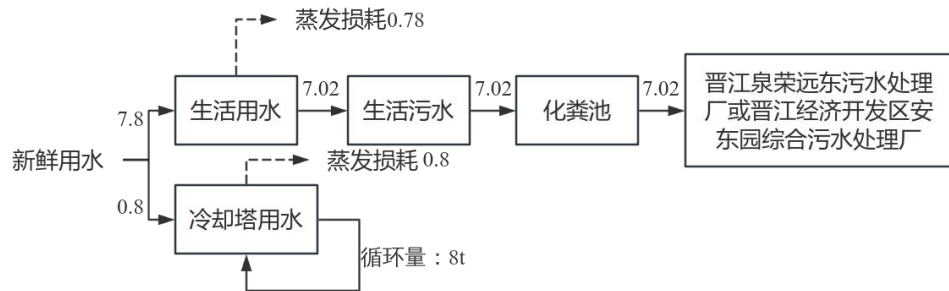 蒸发损耗0.78
7.8
生活用水
7.02
生活污水
7.02
化粪池
7.02
晋江泉荣远东污水处理
厂或晋江经济开发区安
东园综合污水处理厂
新鲜用水
蒸发损耗 0.8
0.8
冷却塔用水
循环量：8t